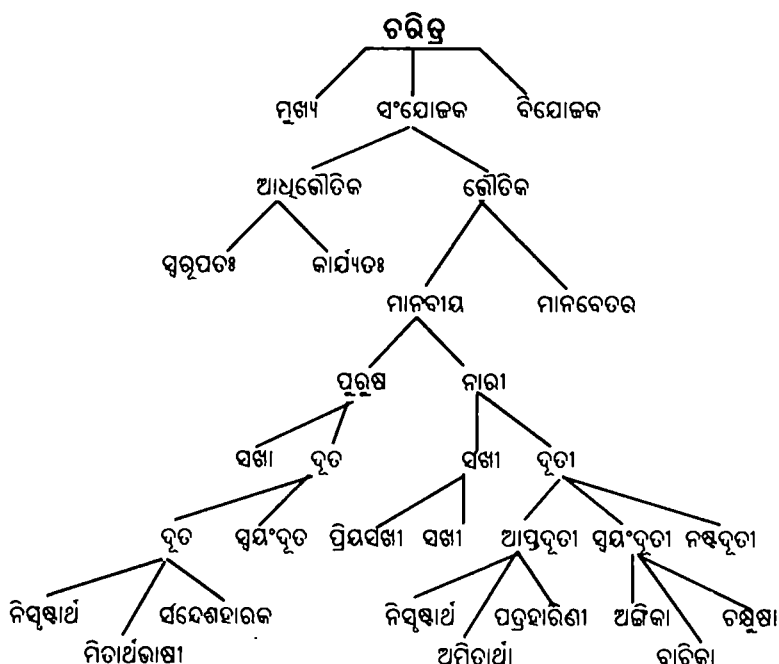 ଚରିତ୍ର
ମୁଖ୍ୟ ସଂଯୋଜକ ବିଯୋଜକ
ଆଧିଭୌତିକ ଭୌତିକ
ସ୍ୱରୂପତଃ କାର୍ଯ୍ୟତଃ
ମାନବୀୟ ମାନବେତର
ପୁରୁଷ ନାରୀ
ସଖା ଦୂତ ସଖୀ ଦୂତୀ
ଦୂତ ସ୍ୱୟଂଦୂତ ପ୍ରିୟସଖୀ ସଖୀ ଆପ୍ତଦୂତୀ ସ୍ୱୟଂଦୂତୀ ନଷ୍ଟଦୂତୀ
ନିସୃଷ୍ଟାର୍ଥ ର୍ସନ୍ଦେଶହାରକ ନିସୃଷ୍ଟାର୍ଥ ପତ୍ରହାରିଣୀ ଅଙ୍ଗିକା ଚକ୍ଷୁଷା
ମିତାର୍ଥଭାଷୀ ଅମିତାର୍ଥା ବାଚିକା